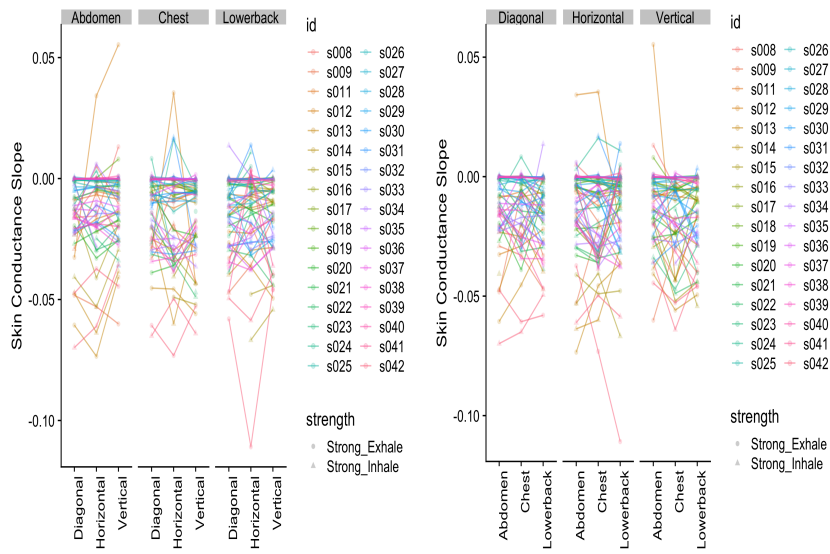 Abdomen Chest Lowerback
Skin Conductance Slope
0.05
0.00
-0.05
-0.10
Diagonal
Horizontal
Vertical
Diagonal
Horizontal
Vertical
Diagonal
Horizontal
Vertical
id
s008 s026
s009 s027
s011 s028
s012 s029
s013 s030
s014 s031
s015 s032
s016 s033
s017 s034
s018 s035
s019 s036
s020 s037
s021 s038
s022 s039
s023 s040
s024 s041
s025 s042
strength
Strong_Exhale
Strong_Inhale
Diagonal Horizontal Vertical
Skin Conductance Slope
0.05
0.00
-0.05
-0.10
Abdomen
Chest
Lowerback
Abdomen
Chest
Lowerback
Abdomen
Chest
Lowerback
id
s008 s026
s009 s027
s011 s028
s012 s029
s013 s030
s014 s031
s015 s032
s016 s033
s017 s034
s018 s035
s019 s036
s020 s037
s021 s038
s022 s039
s023 s040
s024 s041
s025 s042
strength
Strong_Exhale
Strong_Inhale